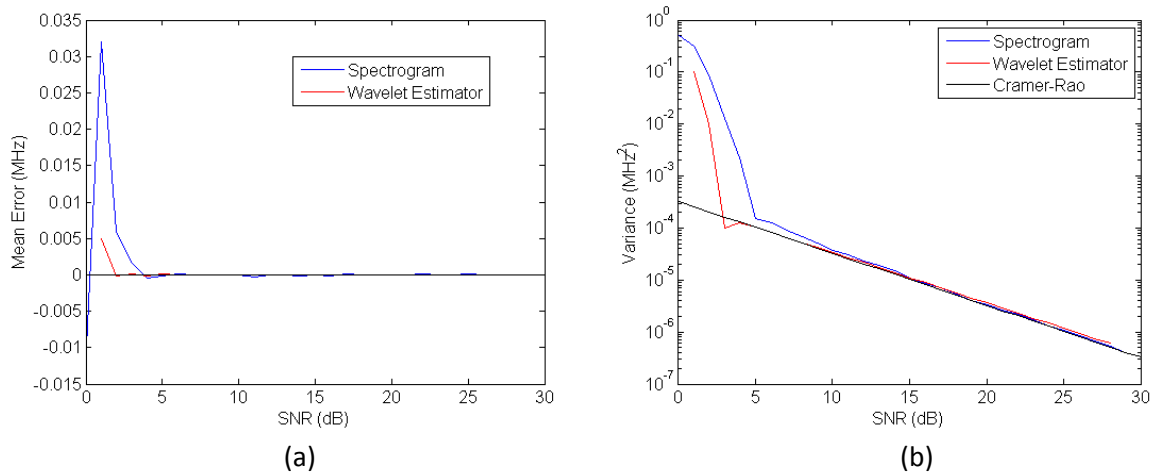 0.035
0.03
0.025
0.02
0.015
0.01
0.005
0
-0.005
-0.01
-0.015
Mean Error (MHz)
Spectrogram
Wavelet Estimator
0 5 10 15 20 25 30
SNR (dB)
(a)
10^0
10^-1
10^-2
10^-3
10^-4
10^-5
10^-6
10^-7
Variance (MHz^2)
Spectrogram
Wavelet Estimator
Cramer-Rao
0 5 10 15 20 25 30
SNR (dB)
(b)